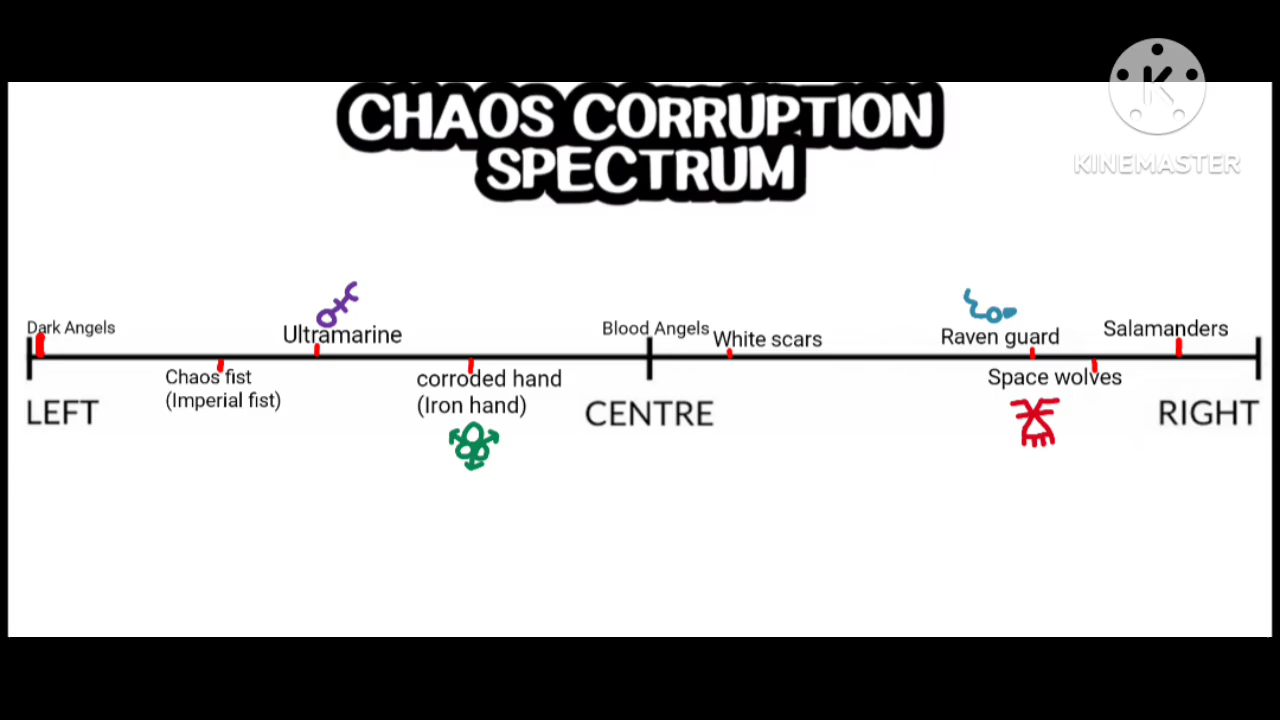 CHAOS CORRUPTION
SPECTRUM
K
KINEMASTER
Dark Angels
Ultramarine
Blood Angels
White scars
Raven guard
Salamanders
Chaos fist
(Imperial fist)
corroded hand
(Iron hand)
Space wolves
LEFT
CENTRE
RIGHT